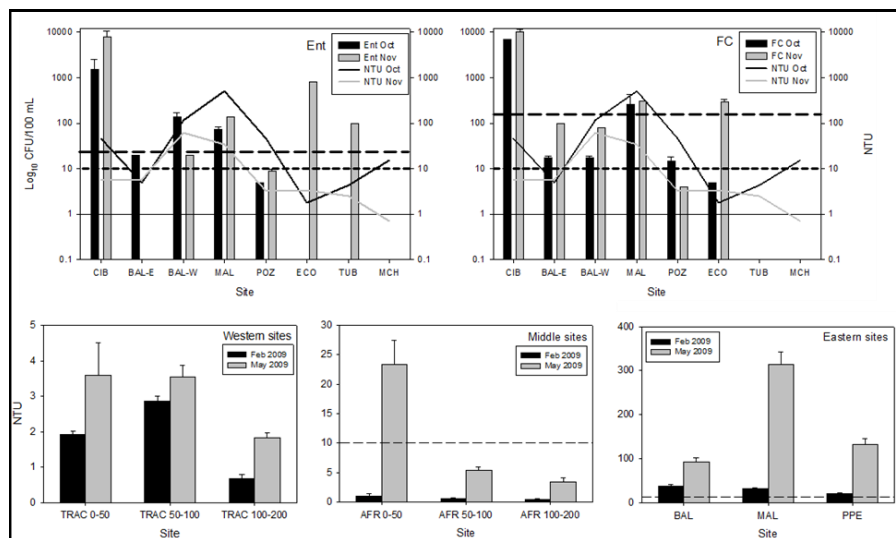 Ent
Ent Oct
Ent Nov
NTU Oct
NTU Nov
Log10 CFU/100 mL
10000
1000
100
10
1
0.1
10000
1000
100
10
1
0.1
CIB BAL-E BAL-W MAL POZ ECO TUB MCH
Site
FC
FC Oct
FC Nov
NTU Oct
NTU Nov
10000
1000
100
10
1
0.1
10000
1000
100
10
1
0.1
NTU
CIB BAL-E BAL-W MAL POZ ECO TUB MCH
Site
Western sites
Feb 2009
May 2009
NTU
5
4
3
2
1
0
TRAC 0-50 TRAC 50-100 TRAC 100-200
Site
Middle sites
Feb 2009
May 2009
30
25
20
15
10
5
0
AFR 0-50 AFR 50-100 AFR 100-200
Site
Eastern sites
Feb 2009
May 2009
400
300
200
100
0
BAL MAL PPE
Site